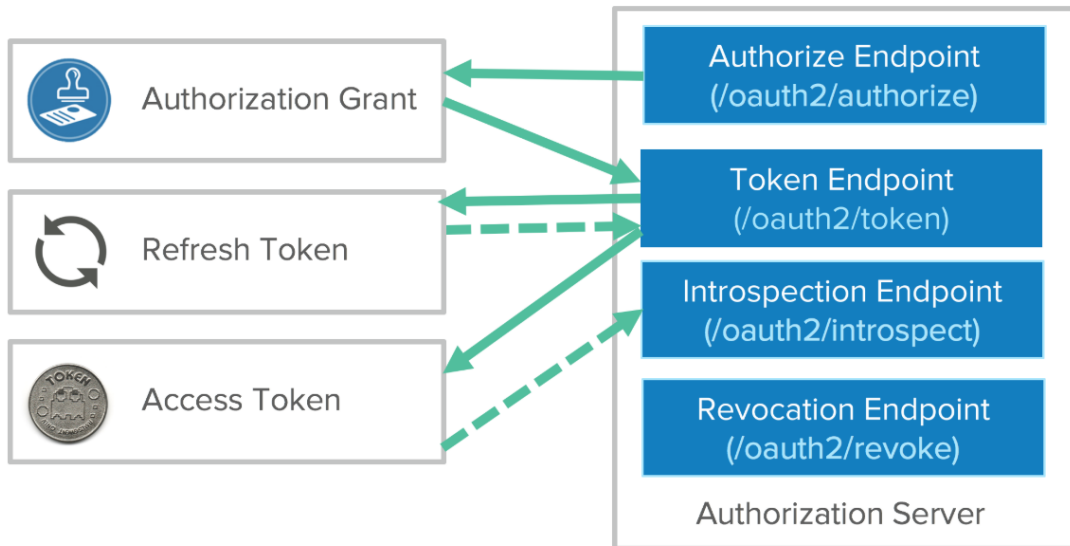 Authorization Grant
Refresh Token
TOKEN
Access Token
Authorize Endpoint
(/oauth2/authorize)
Token Endpoint
(/oauth2/token)
Introspection Endpoint
(/oauth2/introspect)
Revocation Endpoint
(/oauth2/revoke)
Authorization Server